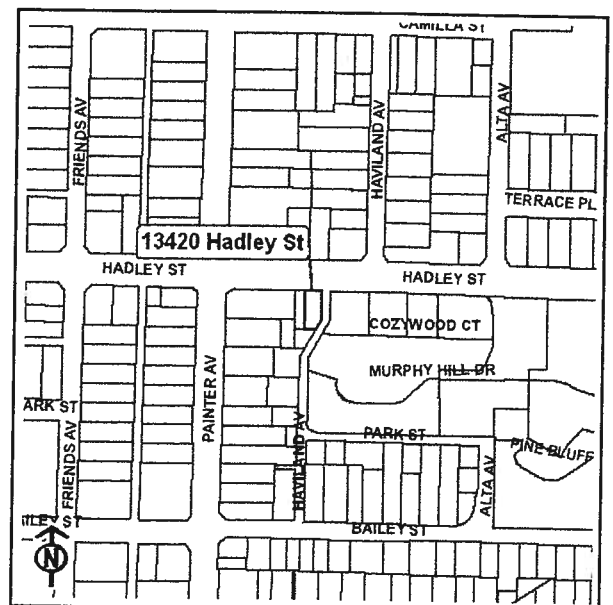 CAMILLA ST
FRIENDS AV
HAVILAND AV
ALTA AV
TERRACE PL
13420 Hadley St
HADLEY ST
HADLEY ST
COZYWOOD CT
MURPHY HILL DR
PAINTER AV
ARK ST
PARK ST
PINE BLUFF
FRIENDS AV
HAVILAND AV
ALTA AV
ILEY ST
BAILEY ST
N